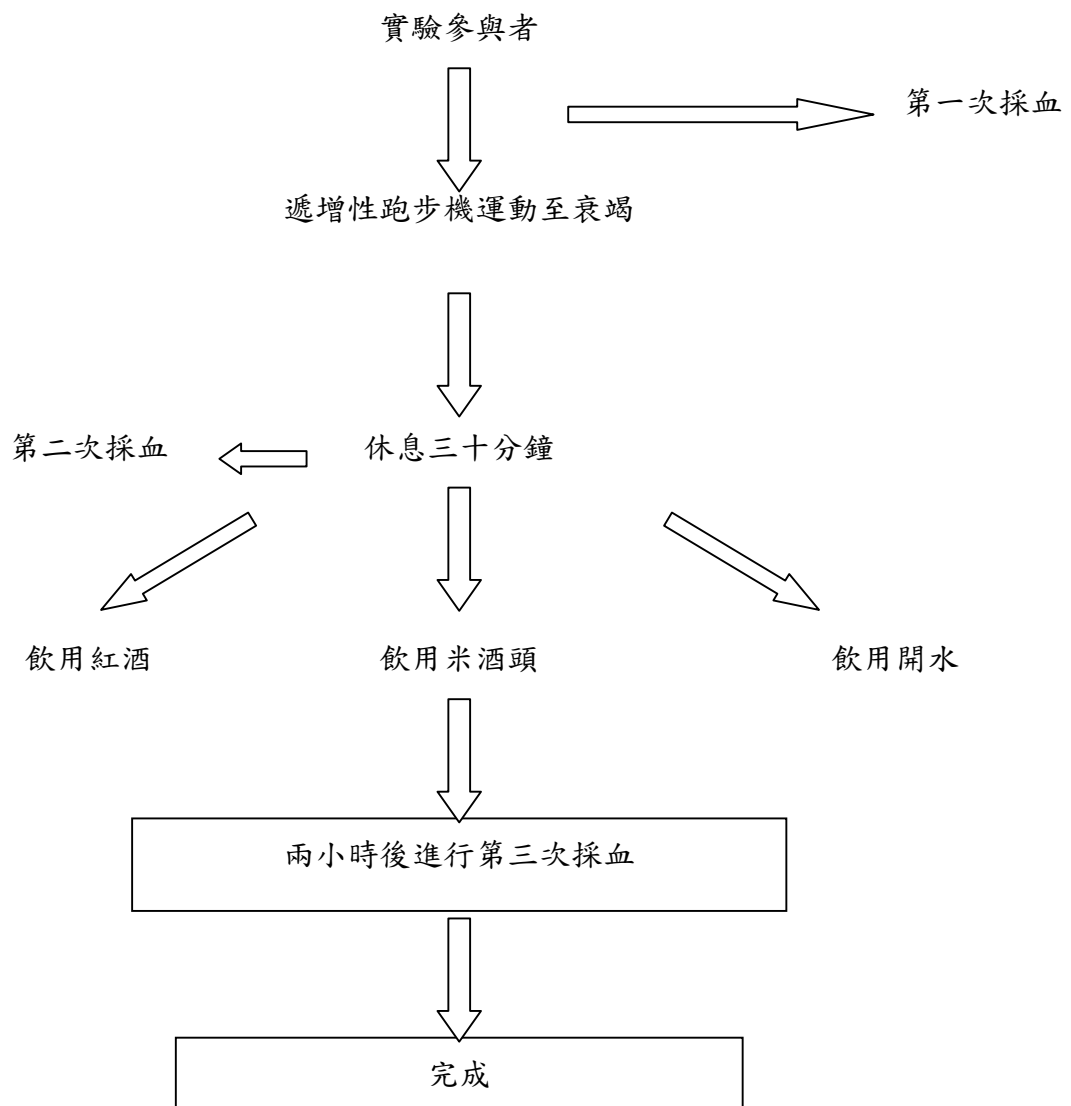 實驗參與者
第一次採血
遞增性跑步機運動至衰竭
第二次採血
休息三十分鐘
飲用紅酒
飲用米酒頭
飲用開水
兩小時後進行第三次採血
完成